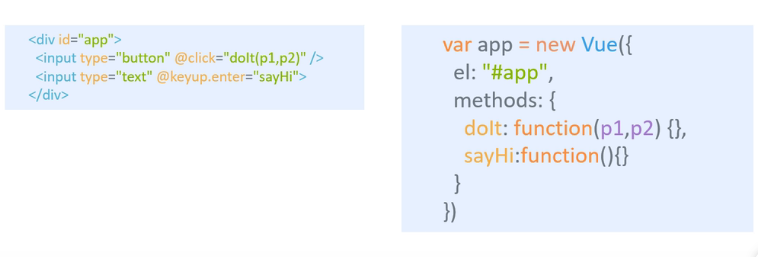 <div id="app">
<input type="button" @click="doIt(p1,p2)" />
<input type="text" @keyup.enter="sayHi">
</div>
var app = new Vue({
el: "#app",
methods: {
doIt: function(p1,p2) {},
sayHi:function(){}
}
})